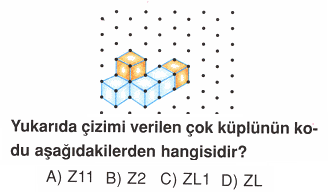 Yukarıda çizimi verilen çok küplünün ko-
du aşağıdakilerden hangisidir?
A) Z11 B) Z2 C) ZL1 D) ZL